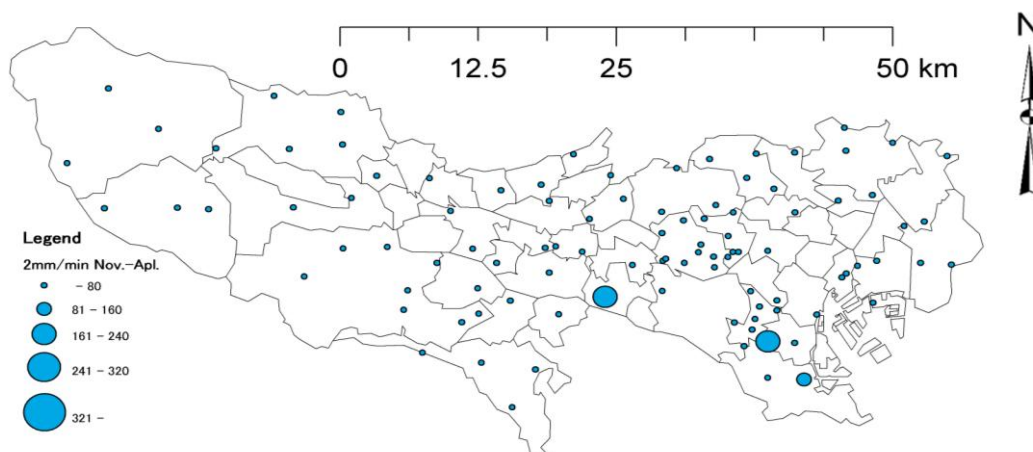 N
0 12.5 25 50 km
Legend
2mm/min Nov.-Apl.
- 80
81 - 160
161 - 240
241 - 320
321 -